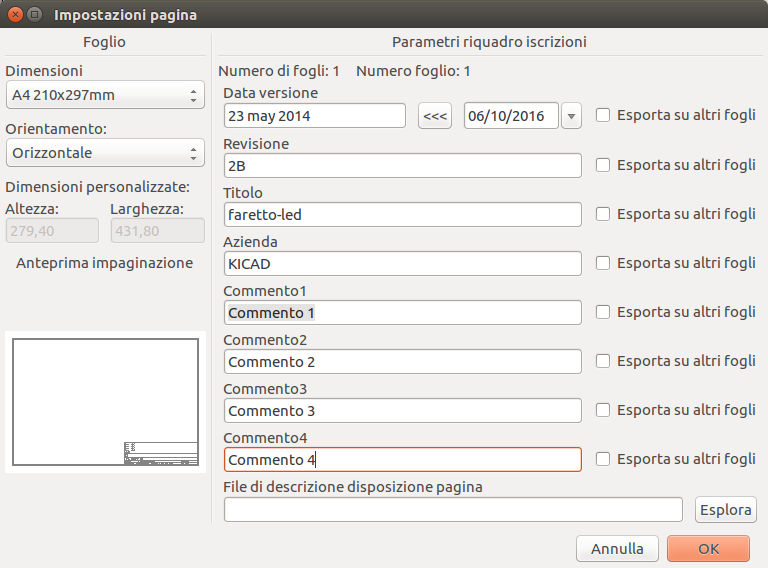 Impostazioni pagina
Foglio
Dimensioni
A4 210x297mm
Orientamento:
Orizzontale
Dimensioni personalizzate:
Altezza: Larghezza:
279,40 431,80
Anteprima impaginazione
Parametri riquadro iscrizioni
Numero di fogli: 1 Numero foglio: 1
Data versione
23 may 2014 <<< 06/10/2016 Esporta su altri fogli
Revisione
2B Esporta su altri fogli
Titolo
faretto-led Esporta su altri fogli
Azienda
KICAD Esporta su altri fogli
Commento1
Commento 1 Esporta su altri fogli
Commento2
Commento 2 Esporta su altri fogli
Commento3
Commento 3 Esporta su altri fogli
Commento4
Commento 4 Esporta su altri fogli
File di descrizione disposizione pagina
Esplora
Annulla OK